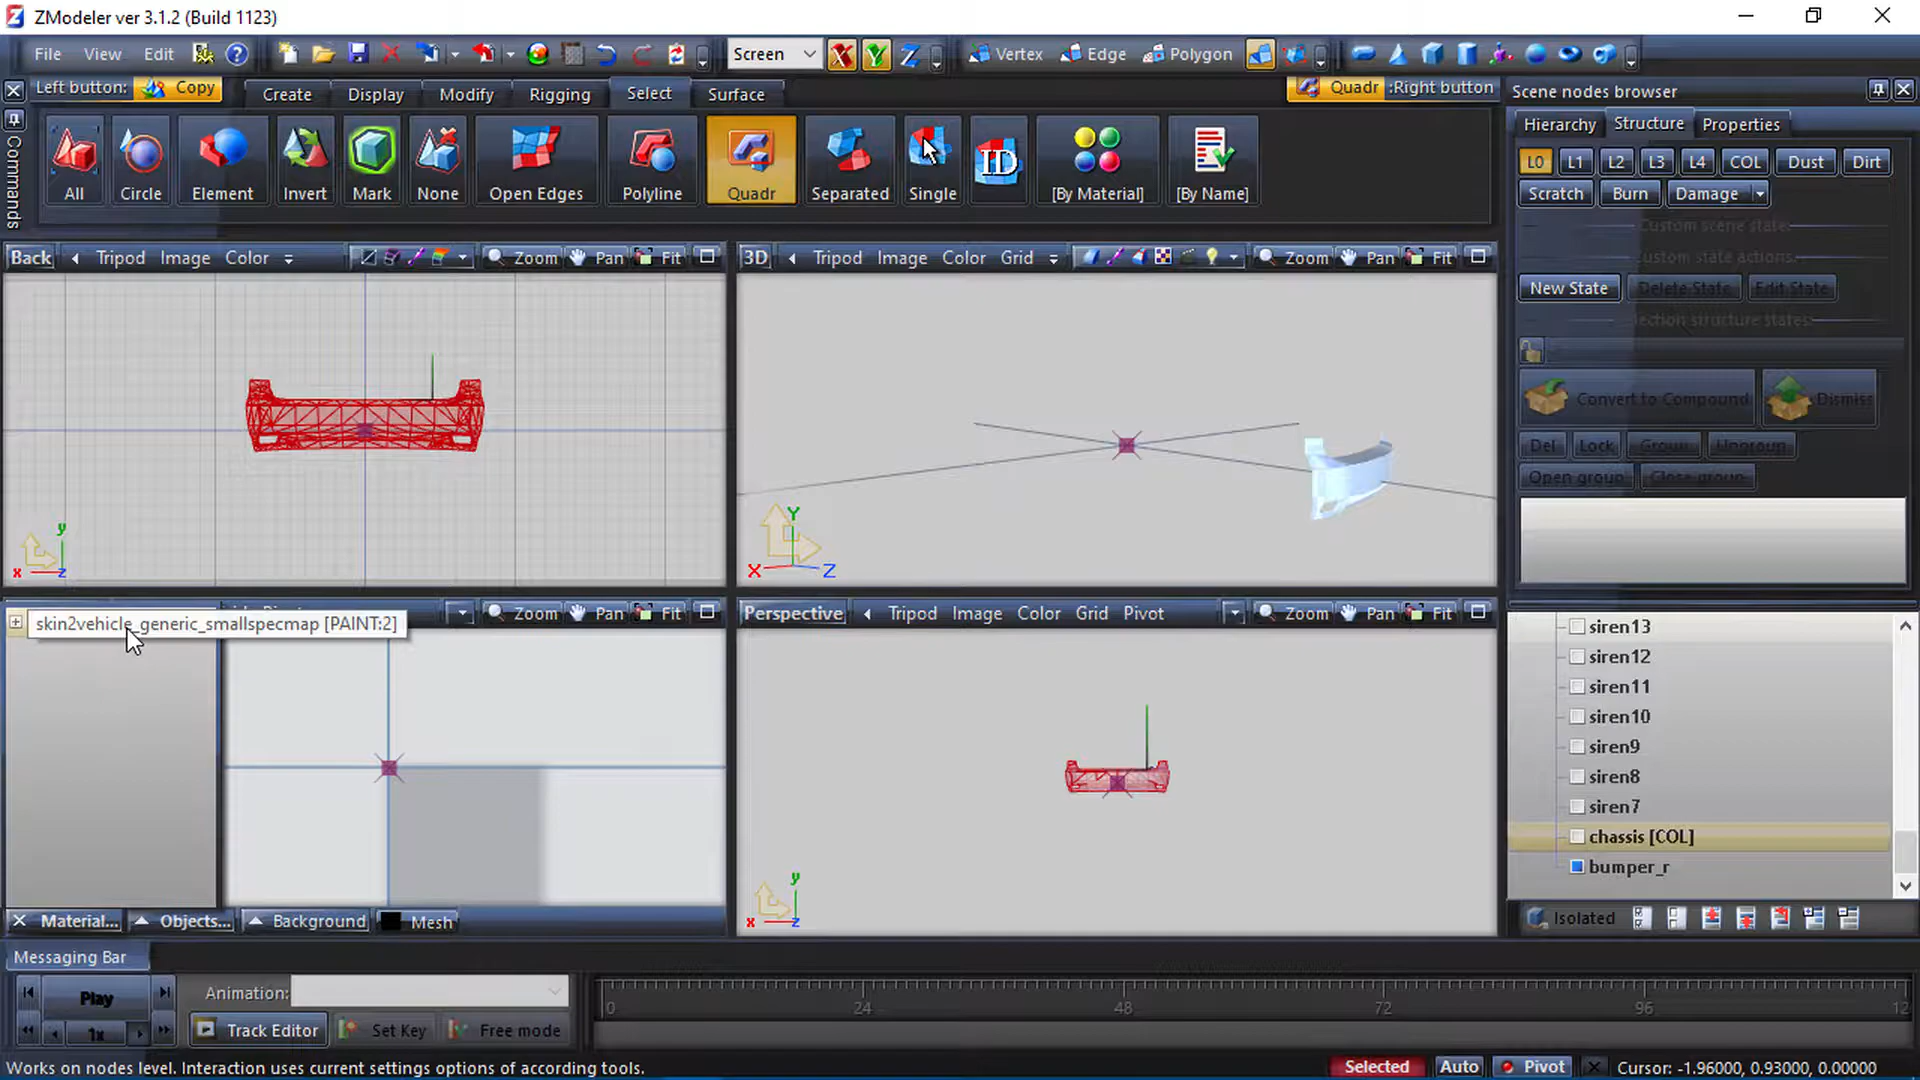 ZModeler ver 3.1.2 (Build 1123)
File View Edit
Screen
X Y Z
Vertex Edge Polygon
Left button: Copy
Create Display Modify Rigging Select Surface
Quadr :Right button
Commands
All Circle Element Invert Mark None Open Edges Polyline Quadr Separated Single ID [By Material] [By Name]
Scene nodes browser
Hierarchy Structure Properties
L0 L1 L2 L3 L4 COL Dust Dirt
Scratch Burn Damage
Custom scene state:
Custom state actions:
New State Delete State Edit State
Selection structure states:
Convert to Compound Dismiss
Del Lock Group Ungroup
Open group Close group
Back Tripod Image Color Zoom Pan Fit
3D Tripod Image Color Grid Zoom Pan Fit
y
x z
Y
X Z
skin2vehicle_generic_smallspecmap [PAINT:2]
Zoom Pan Fit
Perspective Tripod Image Color Grid Pivot Zoom Pan Fit
y
x z
siren13
siren12
siren11
siren10
siren9
siren8
siren7
chassis [COL]
bumper_r
Material... Objects... Background Mesh
Isolated
Messaging Bar
Play
1x
Animation:
Track Editor Set Key Free mode
0 24 48 72 96 12
Works on nodes level. Interaction uses current settings options of according tools.
Selected Auto Pivot Cursor: -1.96000, 0.93000, 0.00000